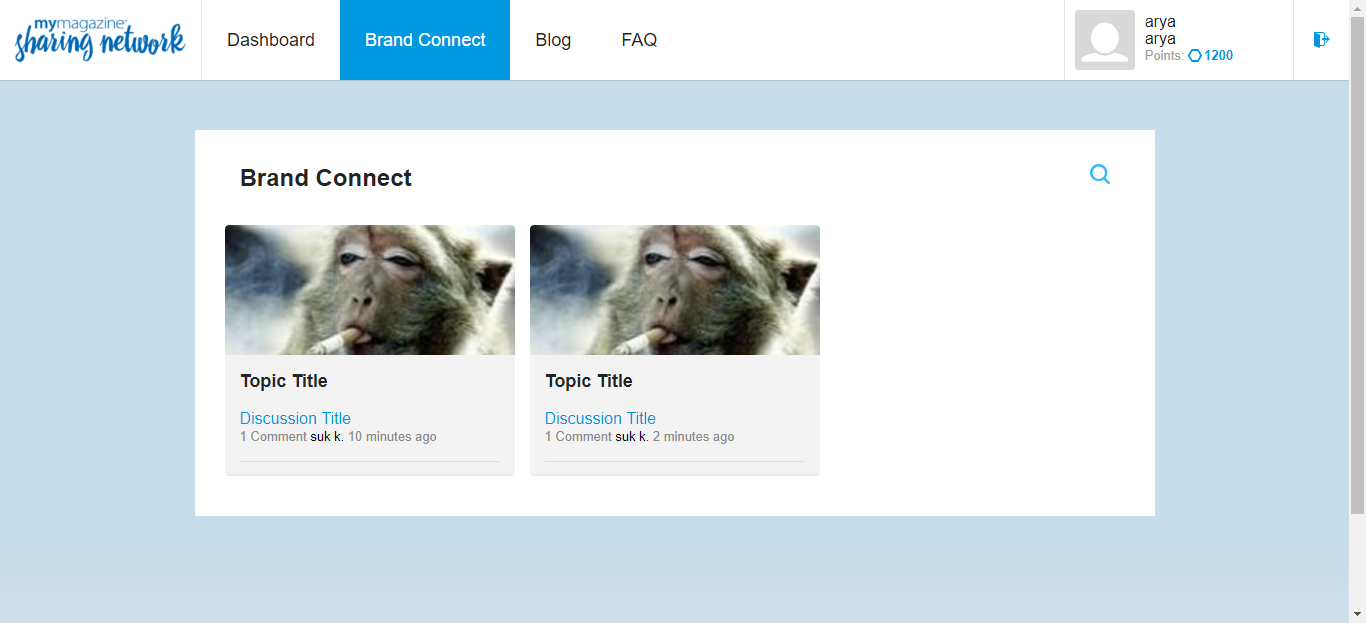 mymagazine™
sharing network
Dashboard
Brand Connect
Blog
FAQ
arya
arya
Points: 1200
Brand Connect
Topic Title
Discussion Title
1 Comment suk k. 10 minutes ago
Topic Title
Discussion Title
1 Comment suk k. 2 minutes ago